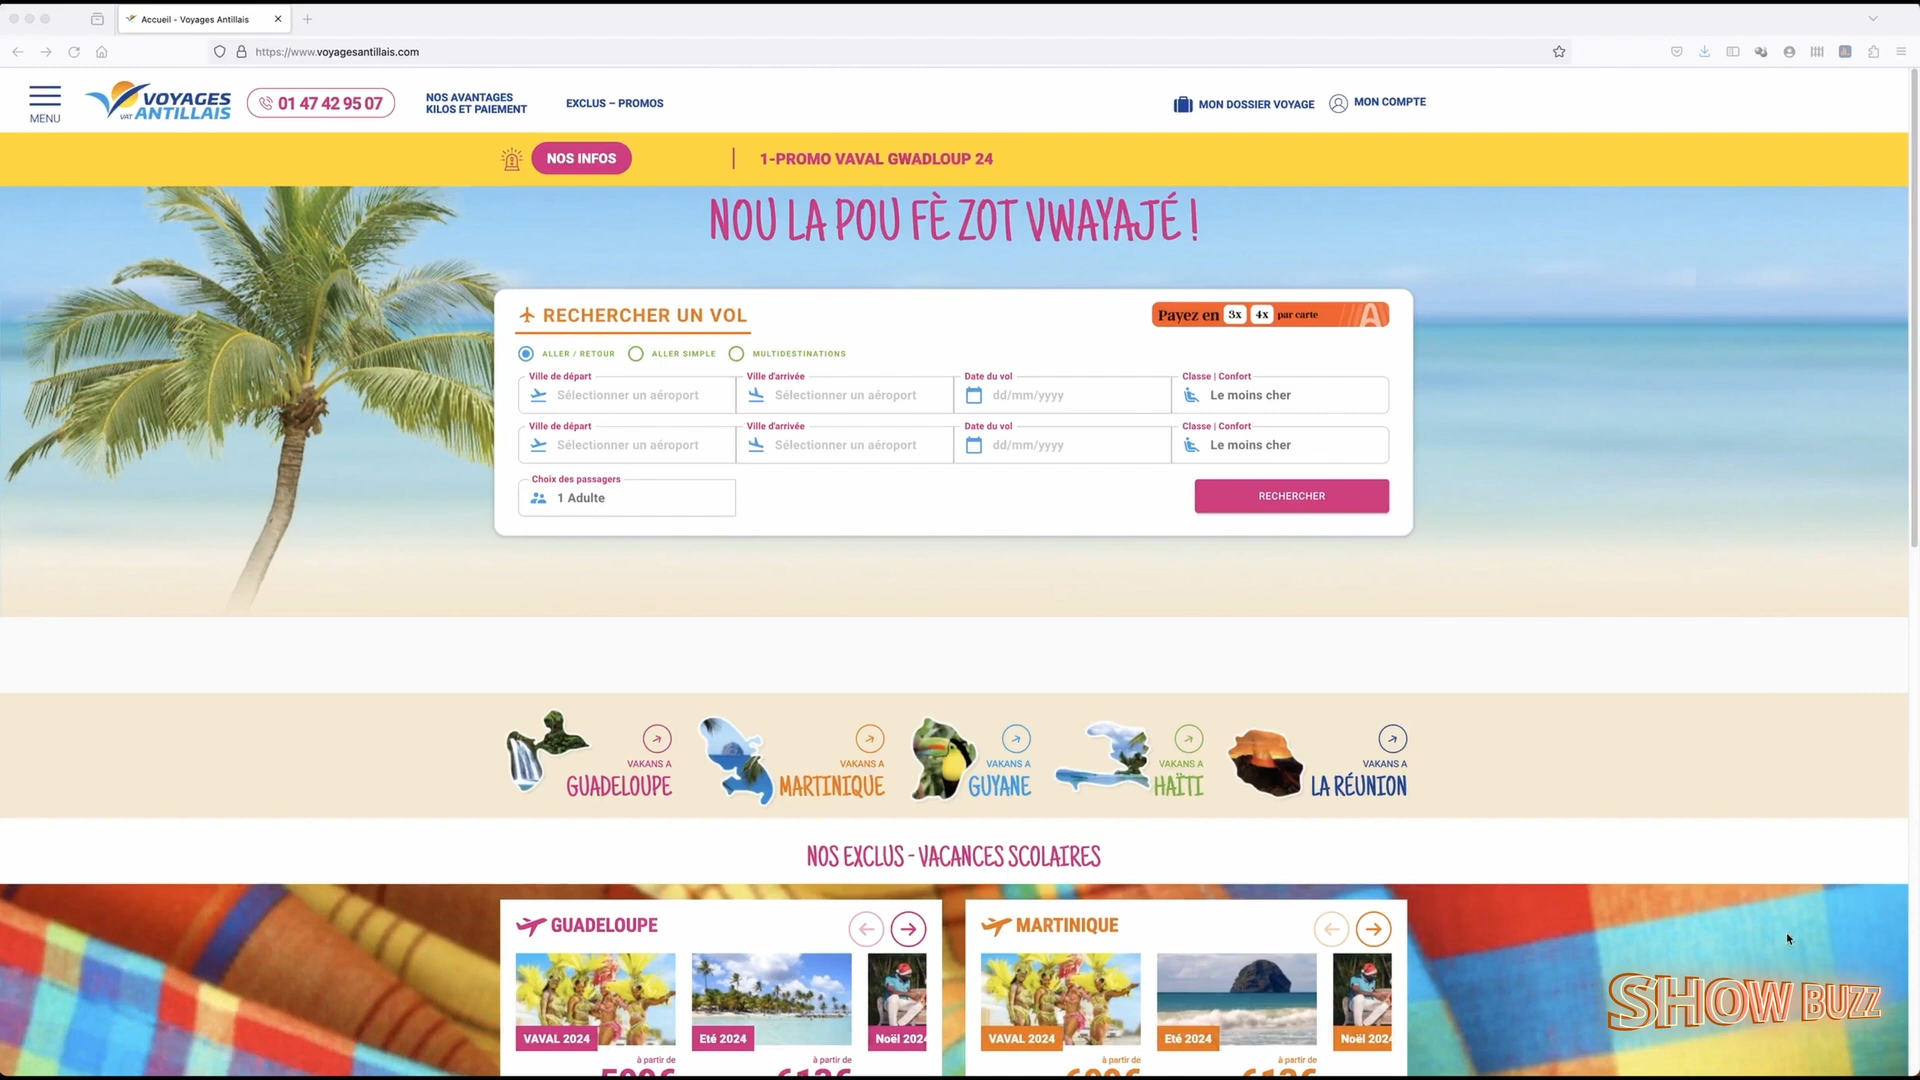 Accueil - Voyages Antillais
https://www.voyagesantillais.com
MENU
VOYAGES
VAT ANTILLAIS
01 47 42 95 07
NOS AVANTAGES
KILOS ET PAIEMENT
EXCLUS – PROMOS
MON DOSSIER VOYAGE
MON COMPTE
NOS INFOS
1-PROMO VAVAL GWADLOUP 24
NOU LA POU FÈ ZOT VWAYAJÉ !
RECHERCHER UN VOL
Payez en 3x 4x par carte
ALLER / RETOUR
ALLER SIMPLE
MULTIDESTINATIONS
Ville de départ
Ville d'arrivée
Date du vol
Classe | Confort
Sélectionner un aéroport
Sélectionner un aéroport
dd/mm/yyyy
Le moins cher
Ville de départ
Ville d'arrivée
Date du vol
Classe | Confort
Sélectionner un aéroport
Sélectionner un aéroport
dd/mm/yyyy
Le moins cher
Choix des passagers
1 Adulte
RECHERCHER
VAKANS A
GUADELOUPE
VAKANS A
MARTINIQUE
VAKANS A
GUYANE
VAKANS A
HAÏTI
VAKANS A
LA RÉUNION
NOS EXCLUS - VACANCES SCOLAIRES
GUADELOUPE
MARTINIQUE
VAVAL 2024
Eté 2024
Noël 2024
VAVAL 2024
Eté 2024
Noël 2024
à partir de
à partir de
à partir de
à partir de
SHOW BUZZ